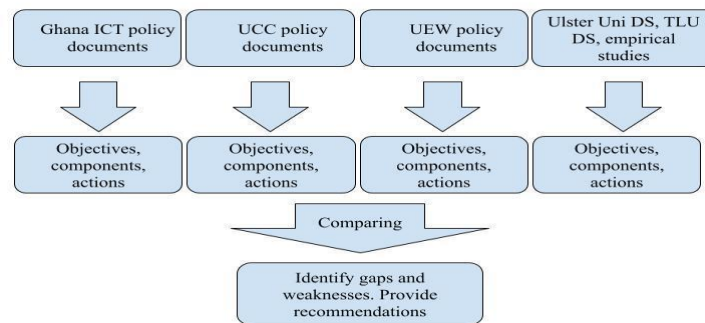 Ghana ICT policy
documents
UCC policy
documents
UEW policy
documents
Ulster Uni DS, TLU
DS, empirical
studies
Objectives,
components,
actions
Objectives,
components,
actions
Objectives,
components,
actions
Objectives,
components,
actions
Comparing
Identify gaps and
weaknesses. Provide
recommendations